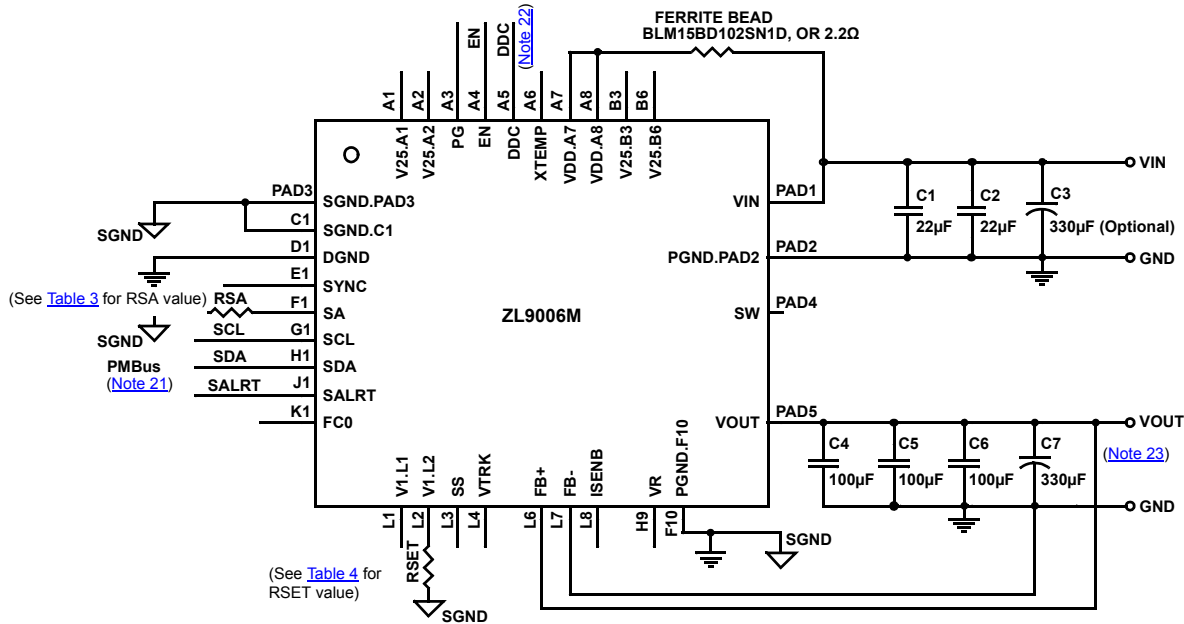 FERRITE BEAD
BLM15BD102SN1D, OR 2.2Ω
EN
DDC
(Note 22)
A1
A2
A3
A4
A5
A6
A7
A8
B3
B6
V25.A1
V25.A2
PG
EN
DDC
XTEMP
VDD.A7
VDD.A8
V25.B3
V25.B6
PAD3
SGND.PAD3
C1
SGND.C1
SGND
D1
DGND
E1
SYNC
(See Table 3 for RSA value)
RSA
F1
SA
SGND
SCL
G1
SCL
PMBus
(Note 21)
SDA
H1
SDA
SALRT
J1
SALRT
K1
FC0
ZL9006M
VIN
PAD1
PGND.PAD2
PAD2
SW
PAD4
VOUT
PAD5
C1
22µF
C2
22µF
C3
330µF (Optional)
VIN
GND
C4
100µF
C5
100µF
C6
100µF
C7
330µF
VOUT
(Note 23)
GND
V1.L1
V1.L2
SS
VTRK
FB+
FB-
ISENB
VR
PGND.F10
L1
L2
L3
L4
L6
L7
L8
H9
F10
SGND
RSET
(See Table 4 for
RSET value)
SGND